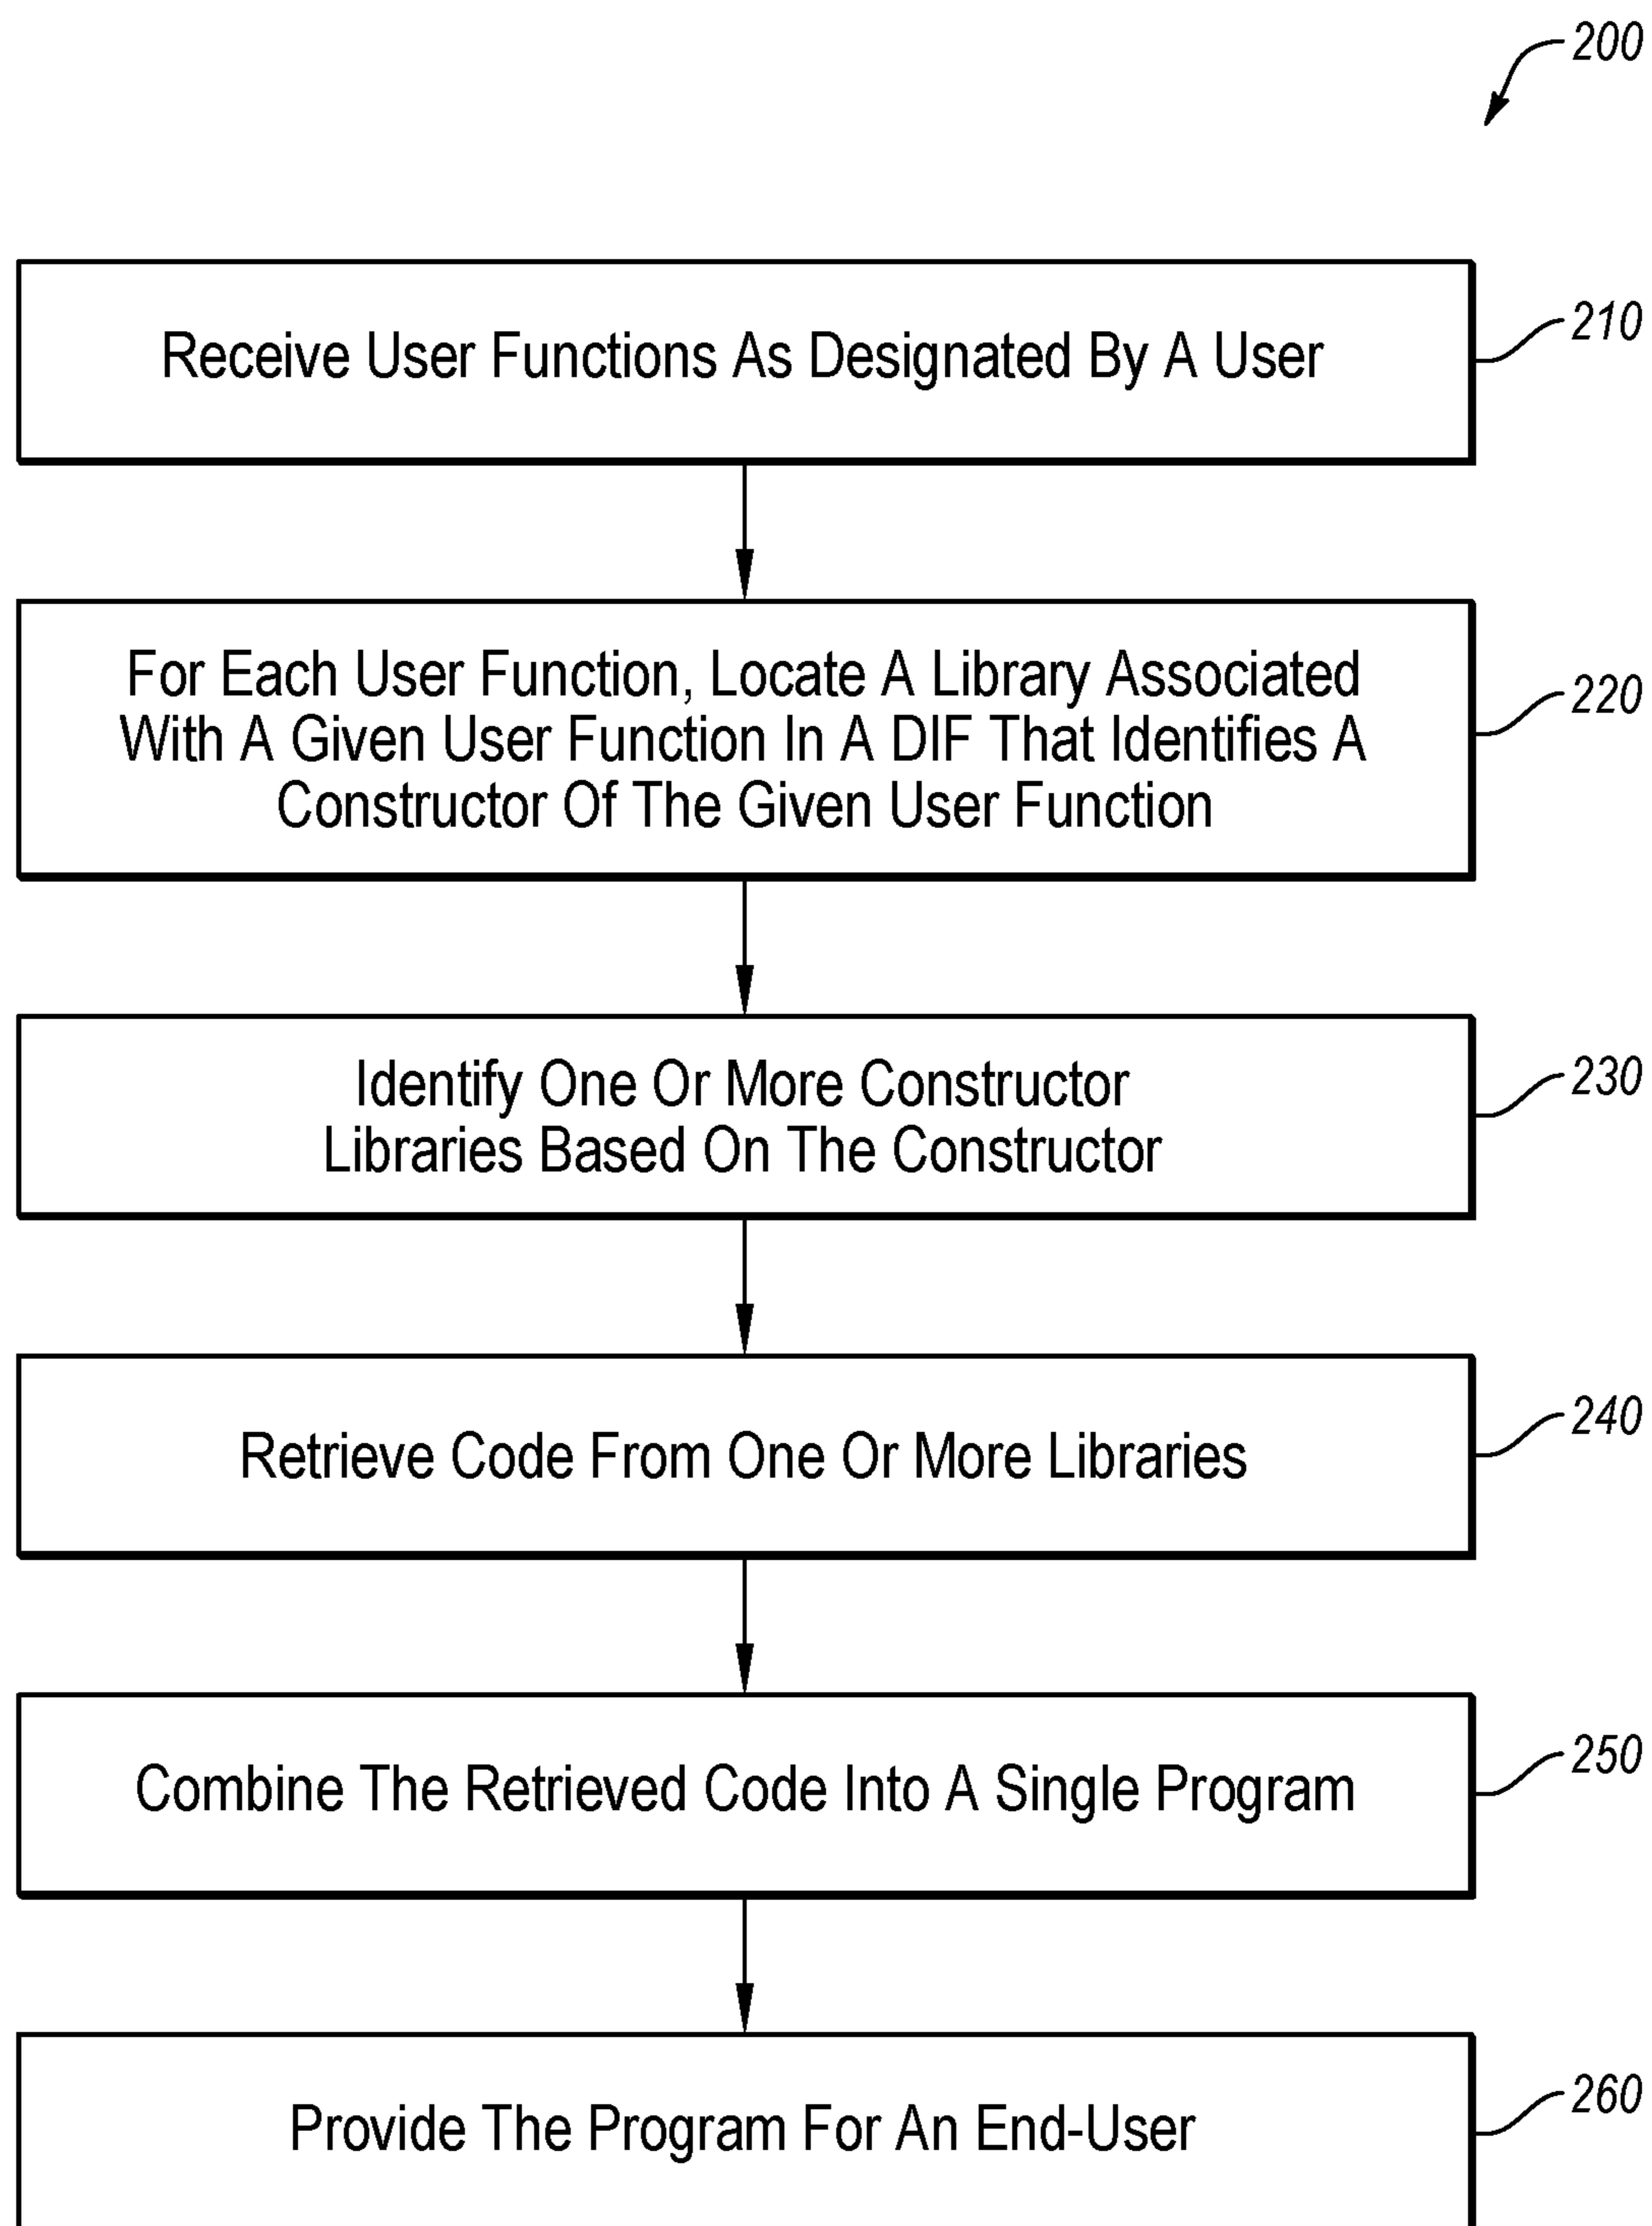 200
Receive User Functions As Designated By A User
210
For Each User Function, Locate A Library Associated
With A Given User Function In A DIF That Identifies A
Constructor Of The Given User Function
220
Identify One Or More Constructor
Libraries Based On The Constructor
230
Retrieve Code From One Or More Libraries
240
Combine The Retrieved Code Into A Single Program
250
Provide The Program For An End-User
260